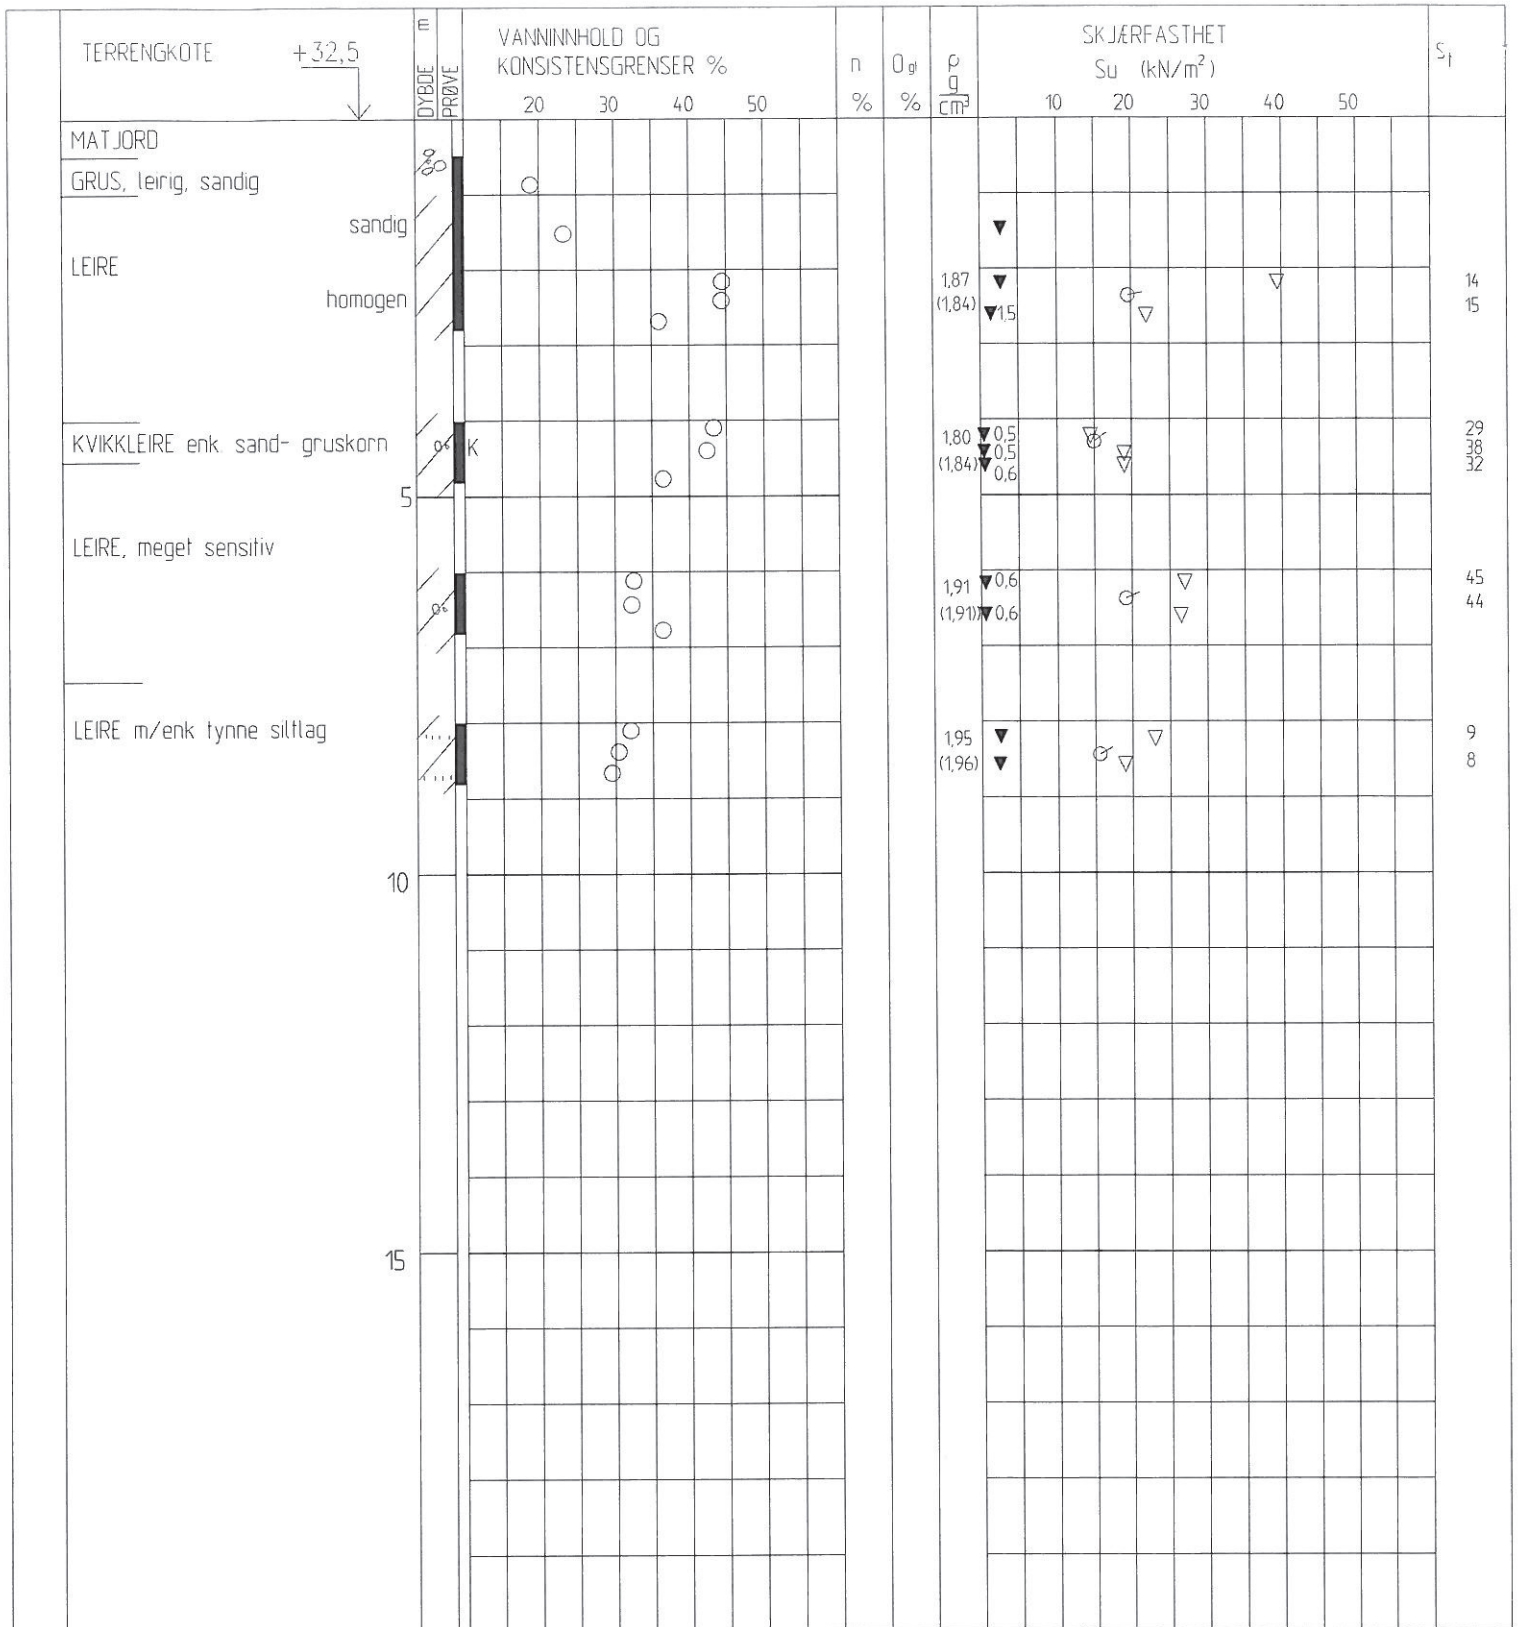 TERRENGKOTE +32,5
m
DYBDE
PRØVE
VANNINNHOLD OG
KONSISTENSGRENSER %
20 30 40 50
n
%
O gl
%
ρ
g
cm³
SKJÆRFASTHET
Su (kN/m²)
10 20 30 40 50
St
MATJORD
GRUS, leirig, sandig
sandig
LEIRE
1,87 14
homogen (1,84) 15
1,5
KVIKKLEIRE enk. sand- gruskorn K
1,80 0,5 29
0,5 38
(1,84) 32
0,6
5
LEIRE, meget sensitiv
1,91 0,6 45
44
(1,91) 0,6
LEIRE m/enk tynne siltlag
1,95 9
(1,96) 8
10
15